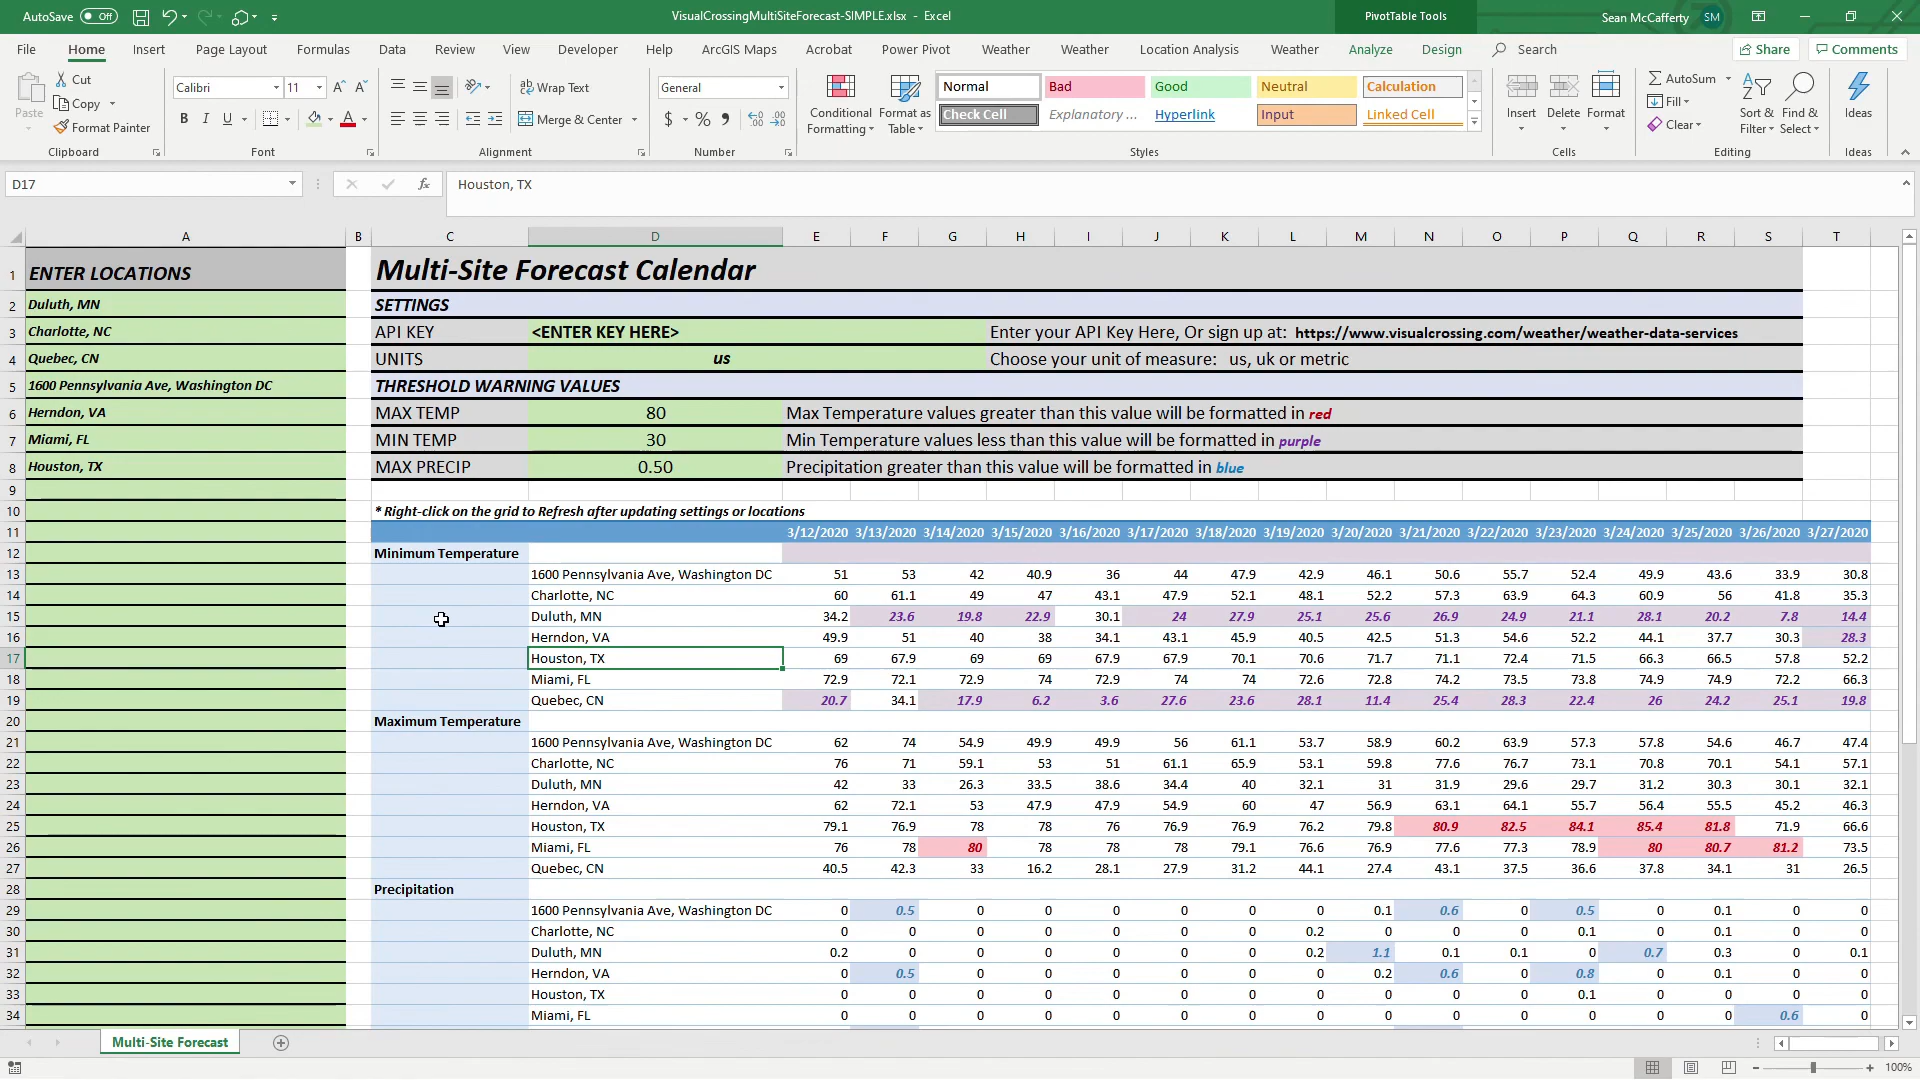 AutoSave Off VisualCrossingMultiSiteForecast-SIMPLE.xlsx - Excel PivotTable Tools Sean McCafferty SM
File Home Insert Page Layout Formulas Data Review View Developer Help ArcGIS Maps Acrobat Power Pivot Weather Weather Location Analysis Weather Analyze Design Search Share Comments
Paste Cut Copy Format Painter Clipboard
Calibri 11 B I U A Font
Wrap Text Merge & Center Alignment
General $ % Number
Conditional Formatting Format as Table Normal Bad Good Neutral Calculation
Check Cell Explanatory ... Hyperlink Input Linked Cell Styles
Insert Delete Format Cells
AutoSum Fill Clear Sort & Filter Find & Select Editing
Ideas Ideas
D17 fx Houston, TX
A B C D E F G H I J K L M N O P Q R S T
1 ENTER LOCATIONS Multi-Site Forecast Calendar
2 Duluth, MN SETTINGS
3 Charlotte, NC API KEY <ENTER KEY HERE> Enter your API Key Here, Or sign up at: https://www.visualcrossing.com/weather/weather-data-services
4 Quebec, CN UNITS us Choose your unit of measure: us, uk or metric
5 1600 Pennsylvania Ave, Washington DC THRESHOLD WARNING VALUES
6 Herndon, VA MAX TEMP 80 Max Temperature values greater than this value will be formatted in red
7 Miami, FL MIN TEMP 30 Min Temperature values less than this value will be formatted in purple
8 Houston, TX MAX PRECIP 0.50 Precipitation greater than this value will be formatted in blue
9
10 * Right-click on the grid to Refresh after updating settings or locations
11 3/12/2020 3/13/2020 3/14/2020 3/15/2020 3/16/2020 3/17/2020 3/18/2020 3/19/2020 3/20/2020 3/21/2020 3/22/2020 3/23/2020 3/24/2020 3/25/2020 3/26/2020 3/27/2020
12 Minimum Temperature
13 1600 Pennsylvania Ave, Washington DC 51 53 42 40.9 36 44 47.9 42.9 46.1 50.6 55.7 52.4 49.9 43.6 33.9 30.8
14 Charlotte, NC 60 61.1 49 47 43.1 47.9 52.1 48.1 52.2 57.3 63.9 64.3 60.9 56 41.8 35.3
15 Duluth, MN 34.2 23.6 19.8 22.9 30.1 24 27.9 25.1 25.6 26.9 24.9 21.1 28.1 20.2 7.8 14.4
16 Herndon, VA 49.9 51 40 38 34.1 43.1 45.9 40.5 42.5 51.3 54.6 52.2 44.1 37.7 30.3 28.3
17 Houston, TX 69 67.9 69 69 67.9 67.9 70.1 70.6 71.7 71.1 72.4 71.5 66.3 66.5 57.8 52.2
18 Miami, FL 72.9 72.1 72.9 74 72.9 74 74 72.6 72.8 74.2 73.5 73.8 74.9 74.9 72.2 66.3
19 Quebec, CN 20.7 34.1 17.9 6.2 3.6 27.6 23.6 28.1 11.4 25.4 28.3 22.4 26 24.2 25.1 19.8
20 Maximum Temperature
21 1600 Pennsylvania Ave, Washington DC 62 74 54.9 49.9 49.9 56 61.1 53.7 58.9 60.2 63.9 57.3 57.8 54.6 46.7 47.4
22 Charlotte, NC 76 71 59.1 53 51 61.1 65.9 53.1 59.8 77.6 76.7 73.1 70.8 70.1 54.1 57.1
23 Duluth, MN 42 33 26.3 33.5 38.6 34.4 40 32.1 31 31.9 29.6 29.7 31.2 30.3 30.1 32.1
24 Herndon, VA 62 72.1 53 47.9 47.9 54.9 60 47 56.9 63.1 64.1 55.7 56.4 55.5 45.2 46.3
25 Houston, TX 79.1 76.9 78 78 76 76.9 76.9 76.2 79.8 80.9 82.5 84.1 85.4 81.8 71.9 66.6
26 Miami, FL 76 78 80 78 78 78 79.1 76.6 76.9 77.6 77.3 78.9 80 80.7 81.2 73.5
27 Quebec, CN 40.5 42.3 33 16.2 28.1 27.9 31.2 44.1 27.4 43.1 37.5 36.6 37.8 34.1 31 26.5
28 Precipitation
29 1600 Pennsylvania Ave, Washington DC 0 0.5 0 0 0 0 0 0 0.1 0.6 0 0.5 0 0.1 0 0
30 Charlotte, NC 0 0 0 0 0 0 0 0.2 0 0 0 0.1 0 0.1 0 0
31 Duluth, MN 0.2 0 0 0 0 0 0 0.2 1.1 0.1 0.1 0 0.7 0.3 0 0.1
32 Herndon, VA 0 0.5 0 0 0 0 0 0 0.2 0.6 0 0.8 0 0.1 0 0
33 Houston, TX 0 0 0 0 0 0 0 0 0 0 0 0.1 0 0 0 0
34 Miami, FL 0 0 0 0 0 0 0 0 0 0 0 0 0 0 0.6 0
Multi-Site Forecast
100%